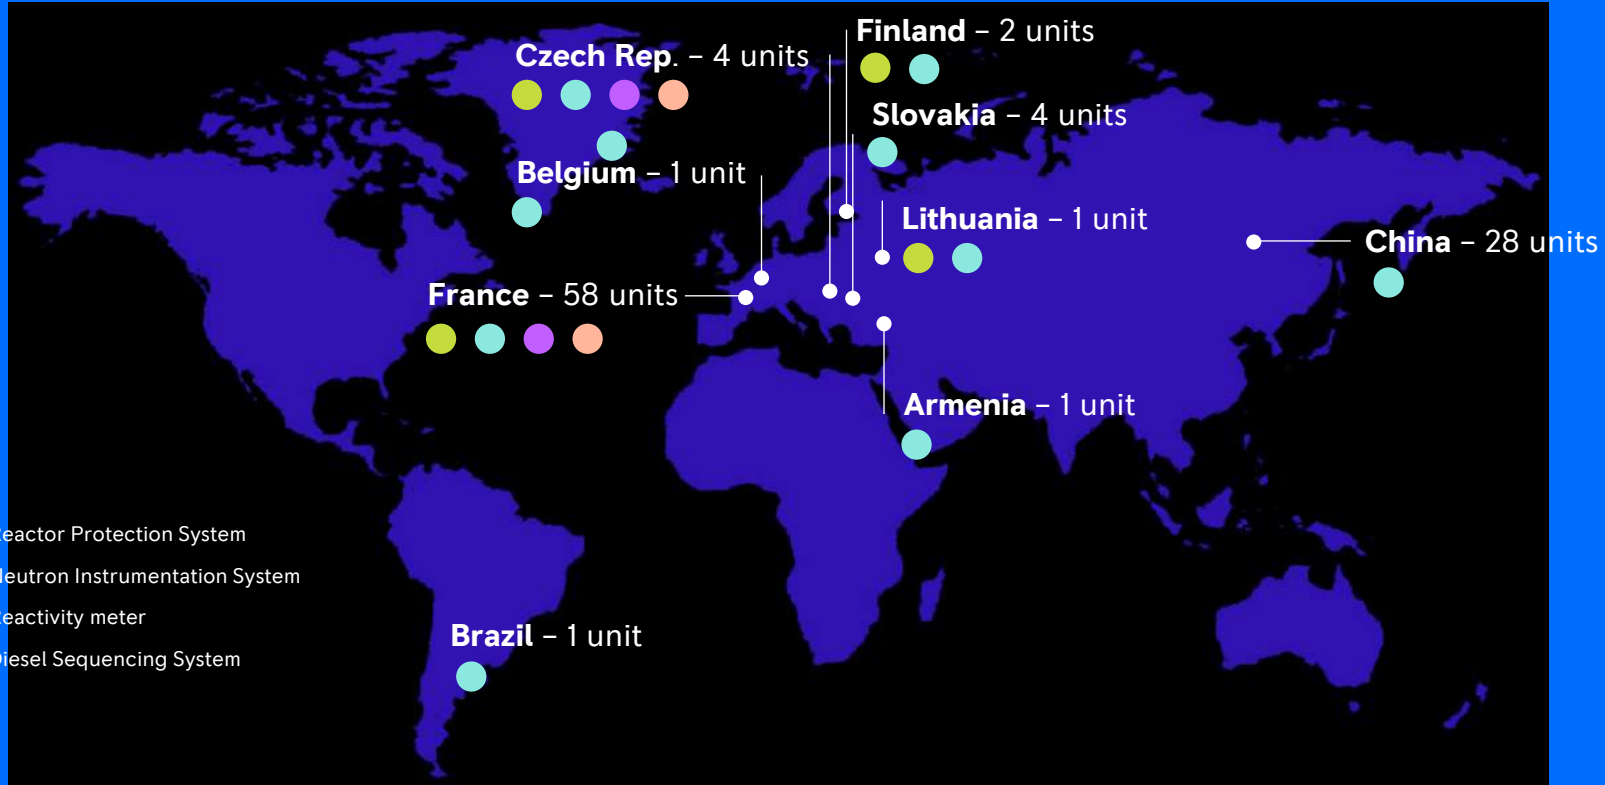 Finland – 2 units
Czech Rep. – 4 units
Slovakia – 4 units
Belgium – 1 unit
Lithuania – 1 unit
China – 28 units
France – 58 units
Armenia – 1 unit
eactor Protection System
eutron Instrumentation System
eactivity meter
iesel Sequencing System
Brazil – 1 unit